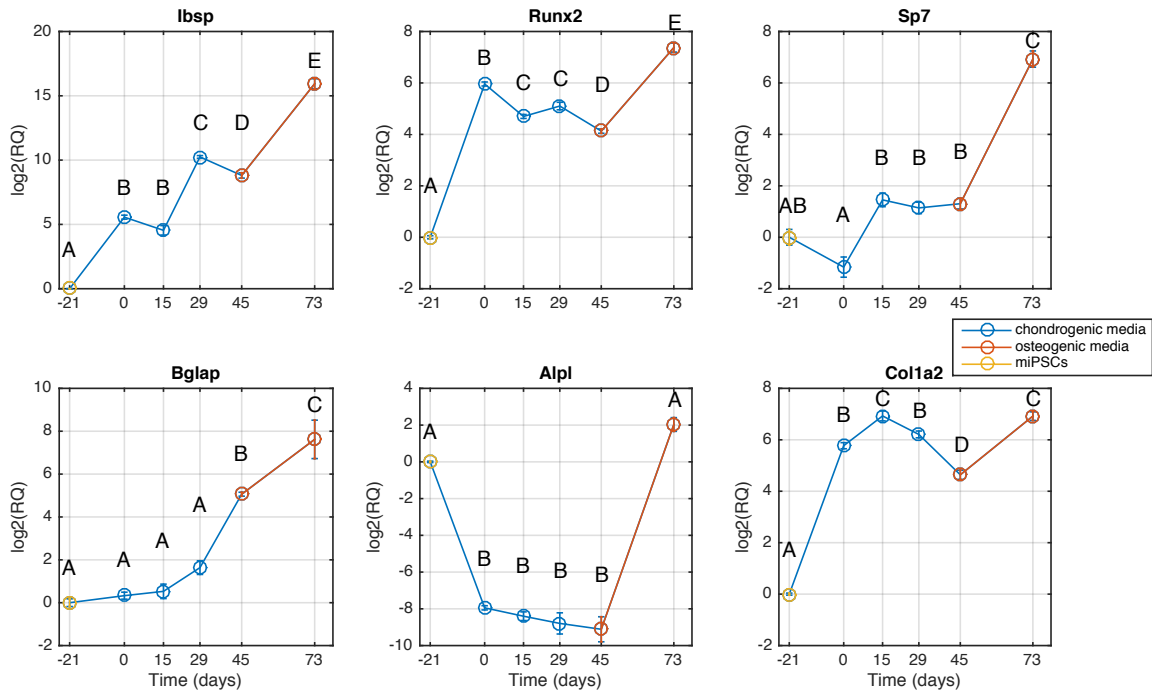 Ibsp
Runx2
Sp7
20
15
10
5
0
log2(RQ)
A
B
B
C
D
E
-21
0
15
29
45
73
8
6
4
2
0
-2
log2(RQ)
A
B
C
C
D
E
-21
0
15
29
45
73
8
6
4
2
0
-2
log2(RQ)
AB
A
B
B
B
C
-21
0
15
29
45
73
chondrogenic media
osteogenic media
miPSCs
Bglap
Alpl
Col1a2
10
8
6
4
2
0
-2
log2(RQ)
A
A
A
A
B
C
-21
0
15
29
45
73
Time (days)
4
2
0
-2
-4
-6
-8
-10
log2(RQ)
A
B
B
B
B
A
-21
0
15
29
45
73
Time (days)
8
6
4
2
0
-2
log2(RQ)
A
B
C
B
D
C
-21
0
15
29
45
73
Time (days)